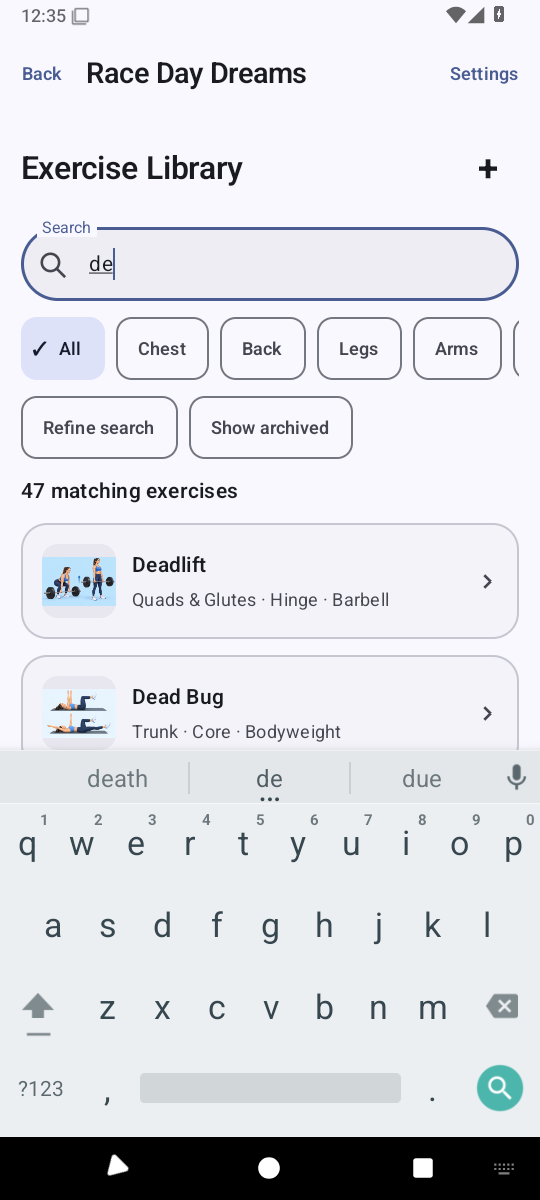 12:35
Back Race Day Dreams Settings
Exercise Library +
Search
de
✓ All Chest Back Legs Arms
Refine search Show archived
47 matching exercises
Deadlift
Quads & Glutes · Hinge · Barbell
Dead Bug
Trunk · Core · Bodyweight
death de due
1 2 3 4 5 6 7 8 9 0
q w e r t y u i o p
a s d f g h j k l
z x c v b n m
?123 , .